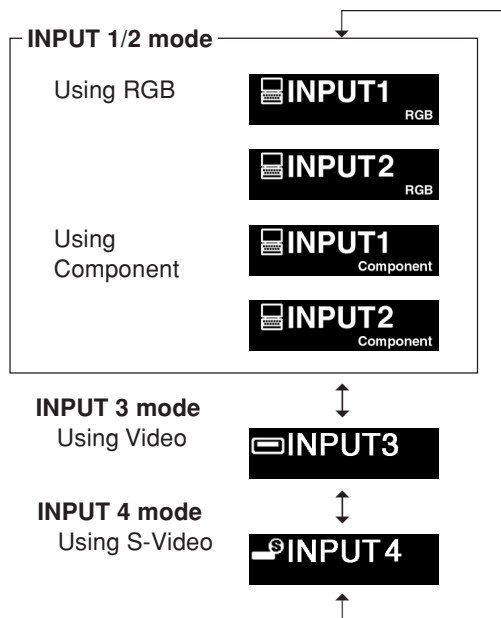 INPUT 1/2 mode
Using RGB
INPUT1
RGB
INPUT2
RGB
Using
Component
INPUT1
Component
INPUT2
Component
INPUT 3 mode
Using Video
INPUT3
INPUT 4 mode
Using S-Video
S
INPUT4